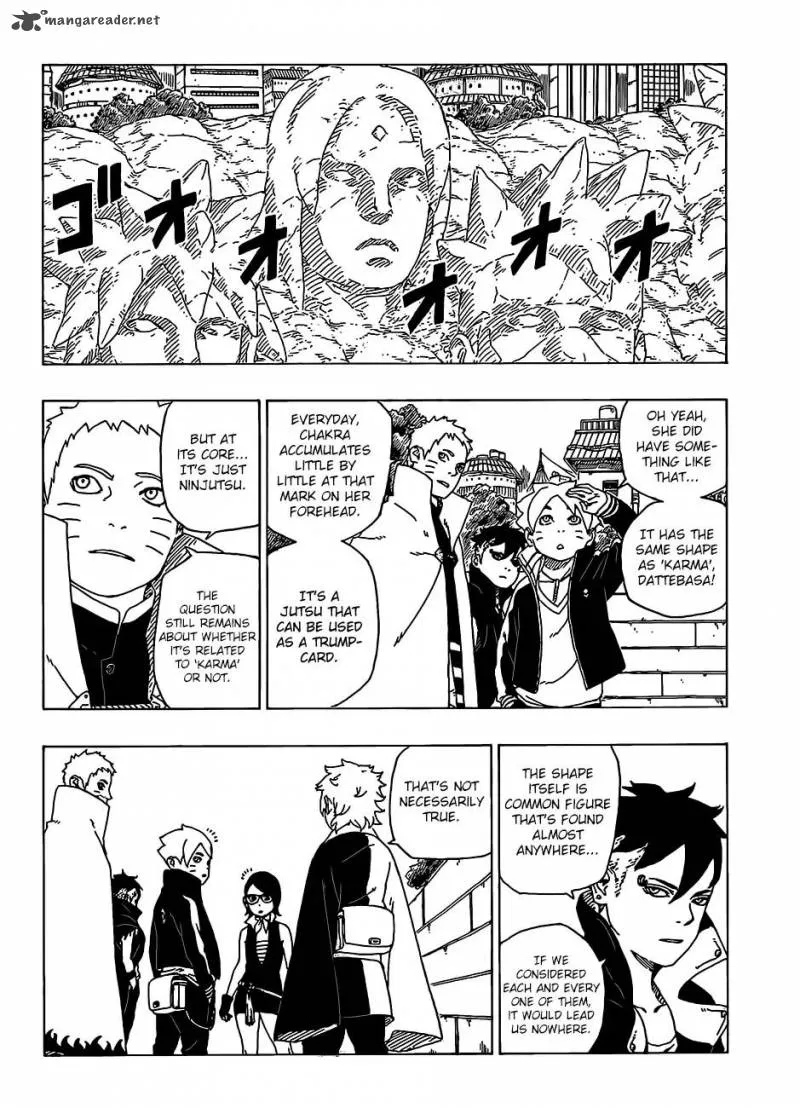 mangareader.net
ゴオオオオオ
OH YEAH,
SHE DID
HAVE SOME-
THING LIKE
THAT...
IT HAS THE
SAME SHAPE
AS 'KARMA',
DATTEBASA!
EVERYDAY,
CHAKRA
ACCUMULATES
LITTLE BY
LITTLE AT THAT
MARK ON HER
FOREHEAD.
IT'S A
JUTSU THAT
CAN BE USED
AS A TRUMP-
CARD.
BUT AT
ITS CORE...
IT'S JUST
NINJUTSU.
THE
QUESTION
STILL REMAINS
ABOUT WHETHER
IT'S RELATED
TO 'KARMA'
OR NOT.
THE SHAPE
ITSELF IS
COMMON FIGURE
THAT'S FOUND
ALMOST
ANYWHERE...
IF WE
CONSIDERED
EACH AND EVERY
ONE OF THEM,
IT WOULD LEAD
US NOWHERE.
THAT'S NOT
NECESSARILY
TRUE.